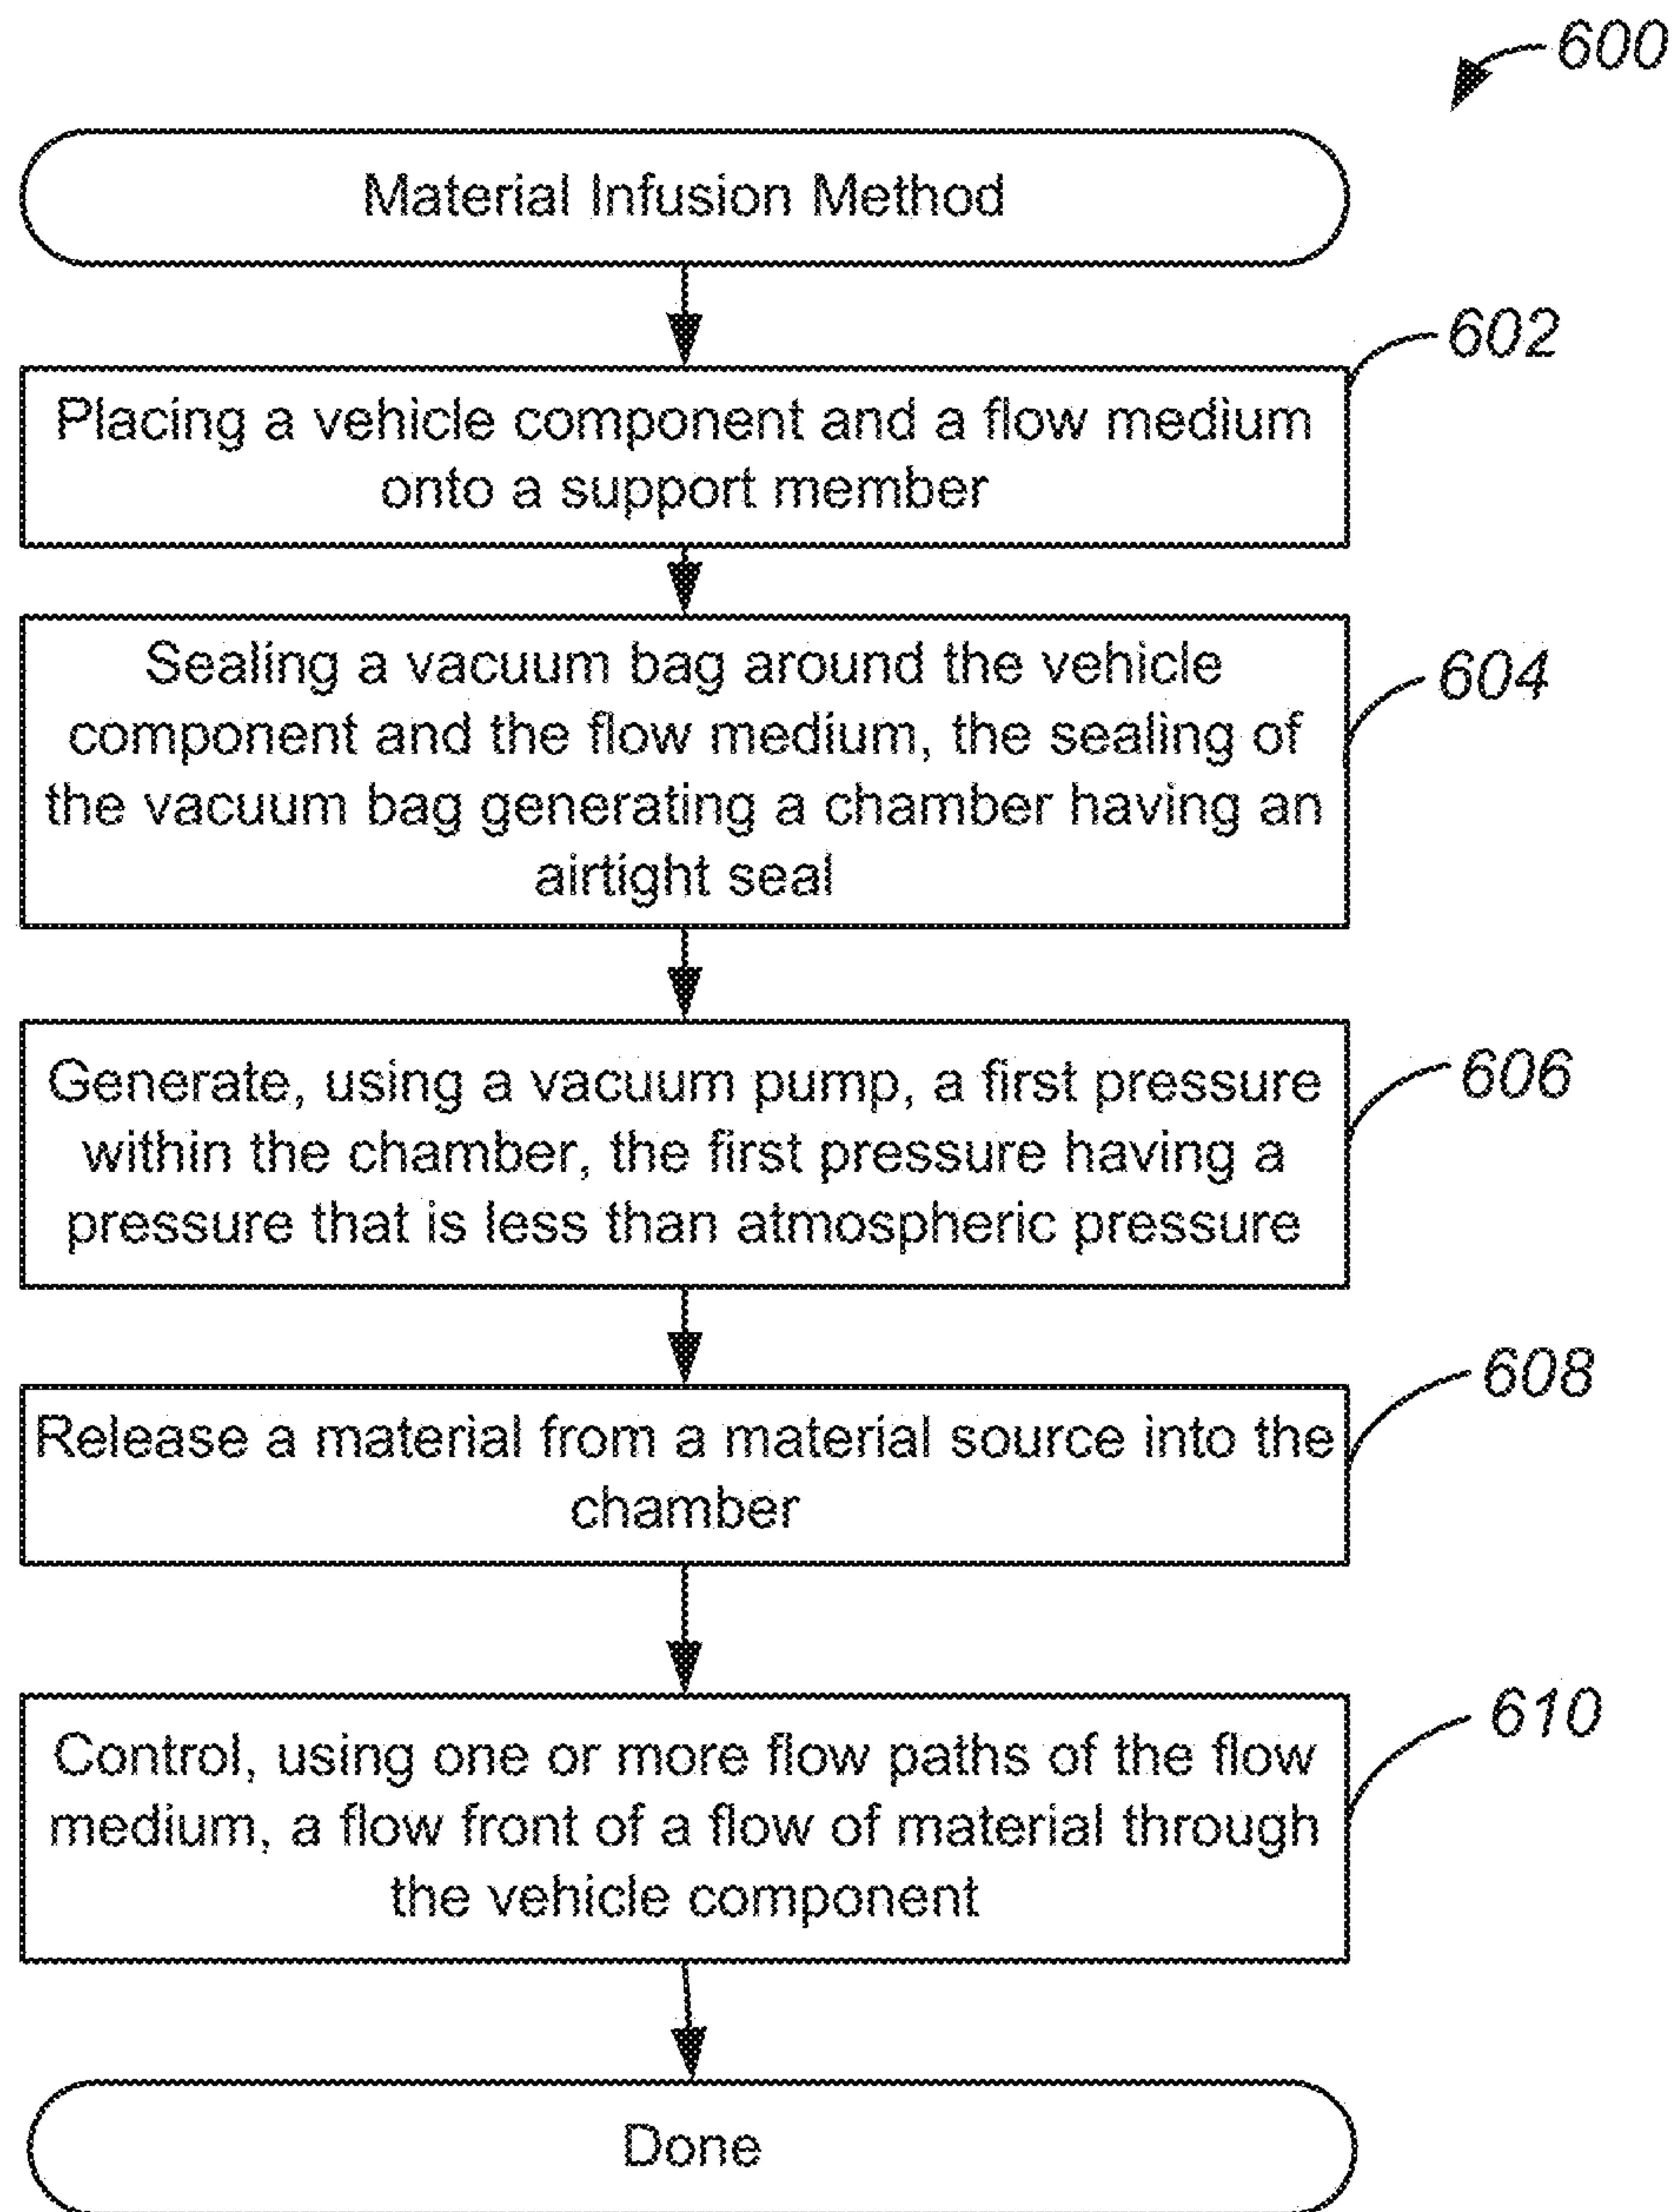 600
Material Infusion Method
602
Placing a vehicle component and a flow medium
onto a support member
604
Sealing a vacuum bag around the vehicle
component and the flow medium, the sealing of
the vacuum bag generating a chamber having an
airtight seal
606
Generate, using a vacuum pump, a first pressure
within the chamber, the first pressure having a
pressure that is less than atmospheric pressure
608
Release a material from a material source into the
chamber
610
Control, using one or more flow paths of the flow
medium, a flow front of a flow of material through
the vehicle component
Done